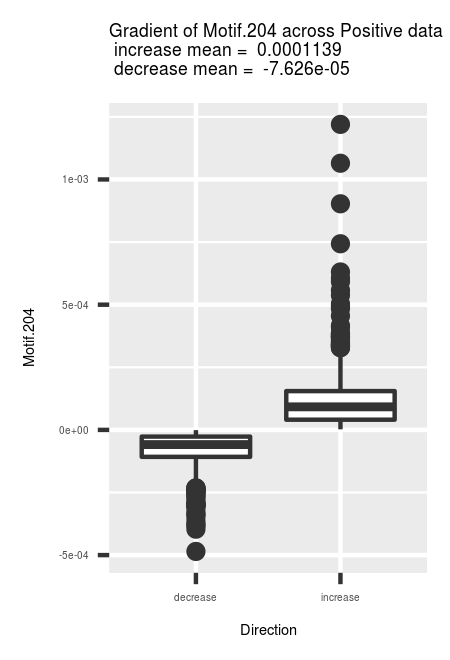 Gradient of Motif.204 across Positive data
increase mean =  0.0001139
decrease mean =  -7.626e-05
1e-03
5e-04
0e+00
-5e-04
Motif.204
decrease
increase
Direction